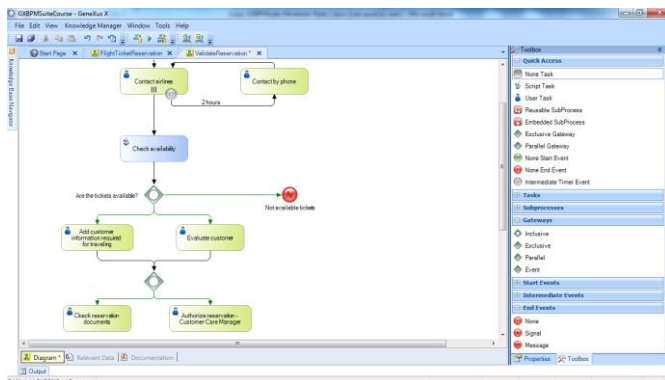 GXBPMSuiteCourse - GeneXus X
File Edit View Knowledge Manager Window Tools Help
Start Page X FlightTicketReservation X ValidateReservation * X
Knowledge Base Navigator
Contact airlines
Contact by phone
2 hours
Check availability
Are the tickets available?
Not available tickets
Add customer
information required
for traveling
Evaluate customer
Check reservation
documents
Authorize reservation -
Customer Care Manager
Diagram * Relevant Data Documentation
Output
Toolbox
Quick Access
None Task
Script Task
User Task
Reusable SubProcess
Embedded SubProcess
Exclusive Gateway
Parallel Gateway
None Start Event
None End Event
Intermediate Timer Event
Tasks
Subprocesses
Gateways
Inclusive
Exclusive
Parallel
Event
Start Events
Intermediate Events
End Events
None
Signal
Message
Properties Toolbox